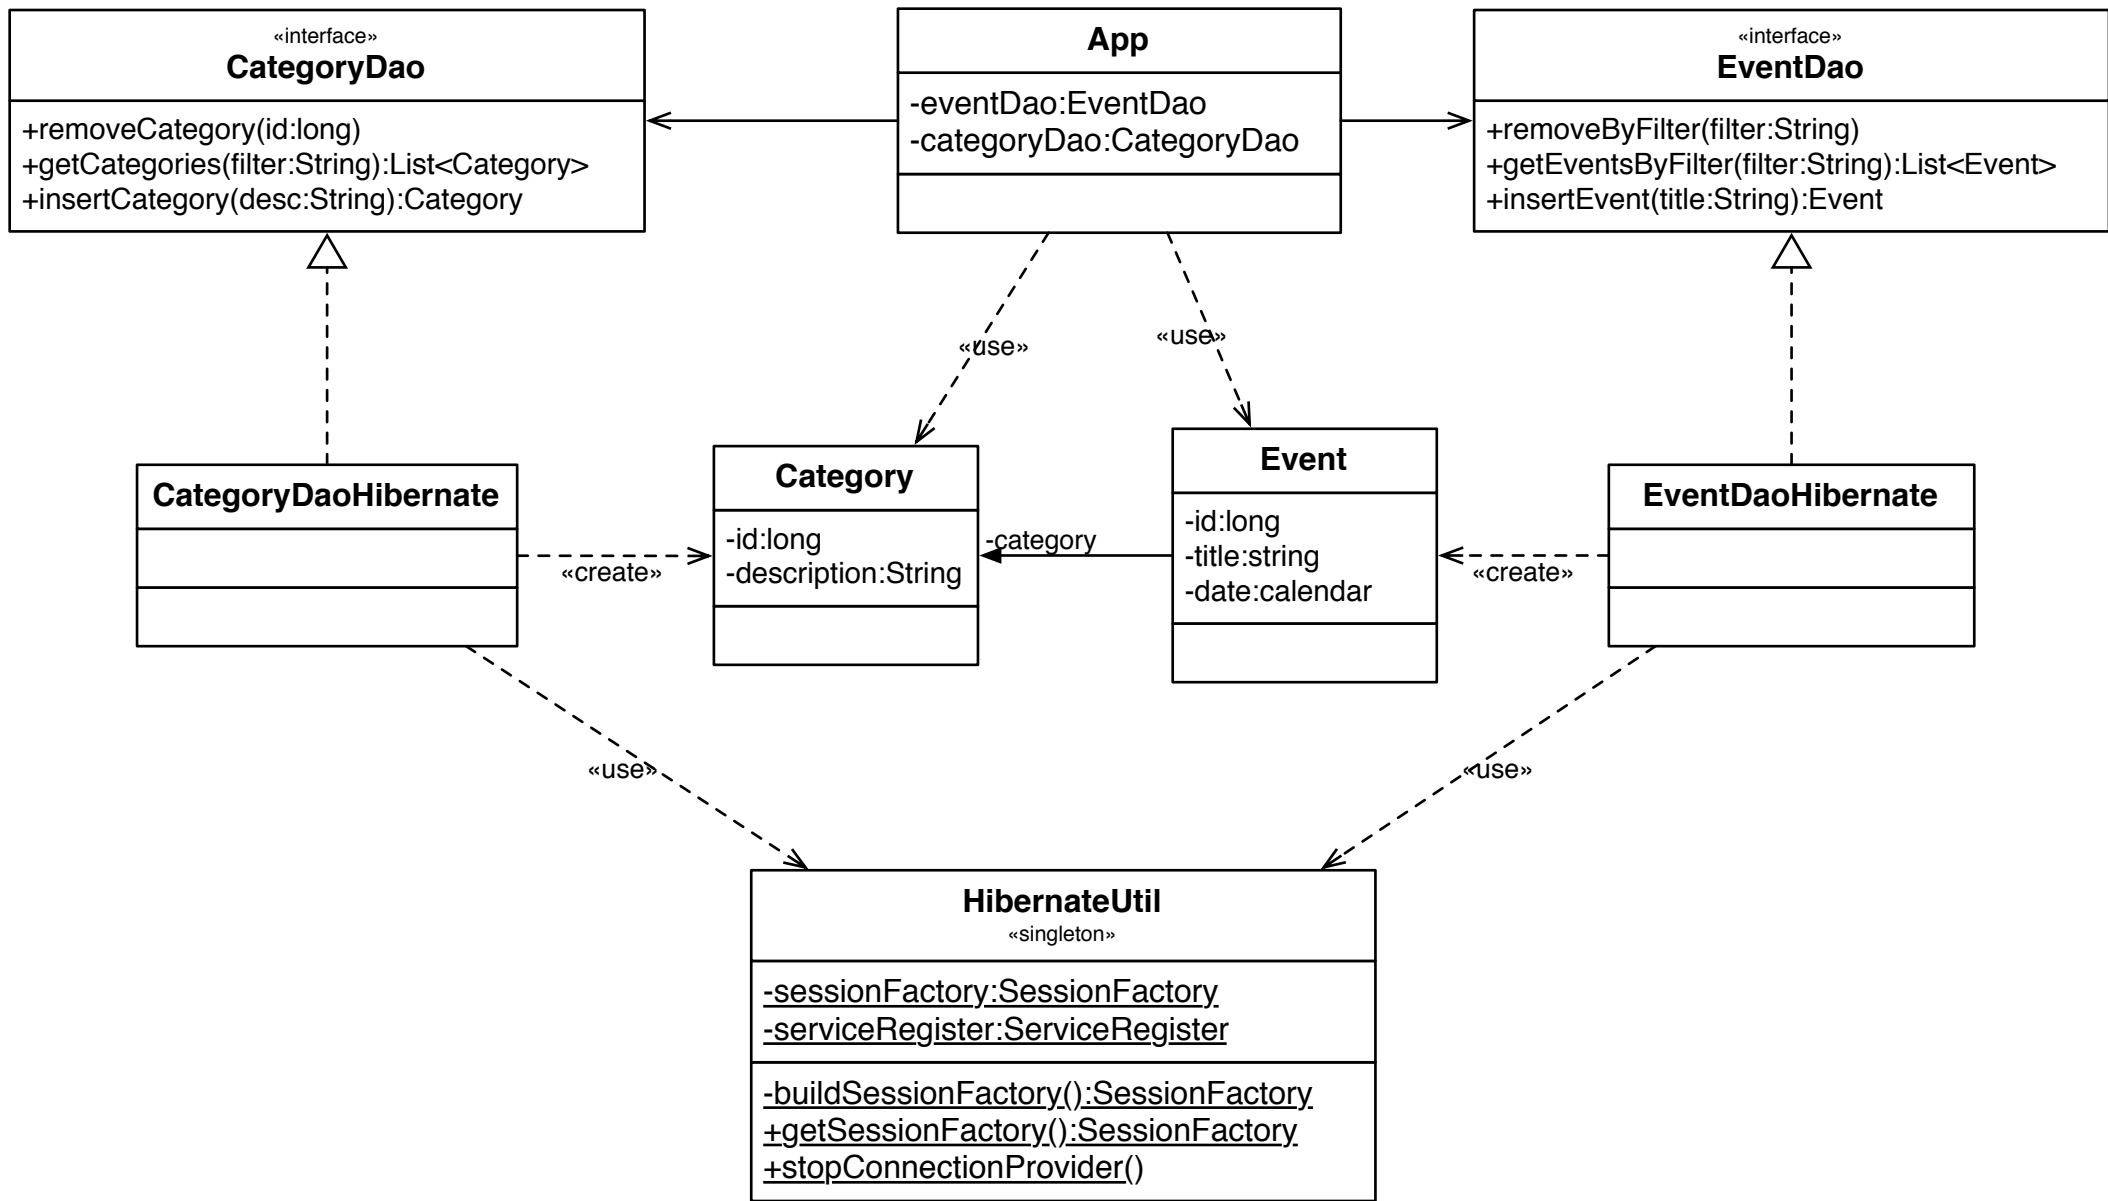 «interface»
CategoryDao
+removeCategory(id:long)
+getCategories(filter:String):List<Category>
+insertCategory(desc:String):Category
App
-eventDao:EventDao
-categoryDao:CategoryDao
«interface»
EventDao
+removeByFilter(filter:String)
+getEventsByFilter(filter:String):List<Event>
+insertEvent(title:String):Event
«use»
«use»
CategoryDaoHibernate
«create»
Category
-id:long
-description:String
-category
Event
-id:long
-title:string
-date:calendar
«create»
EventDaoHibernate
«use»
«use»
HibernateUtil
«singleton»
-sessionFactory:SessionFactory
-serviceRegister:ServiceRegister
-buildSessionFactory():SessionFactory
+getSessionFactory():SessionFactory
+stopConnectionProvider()